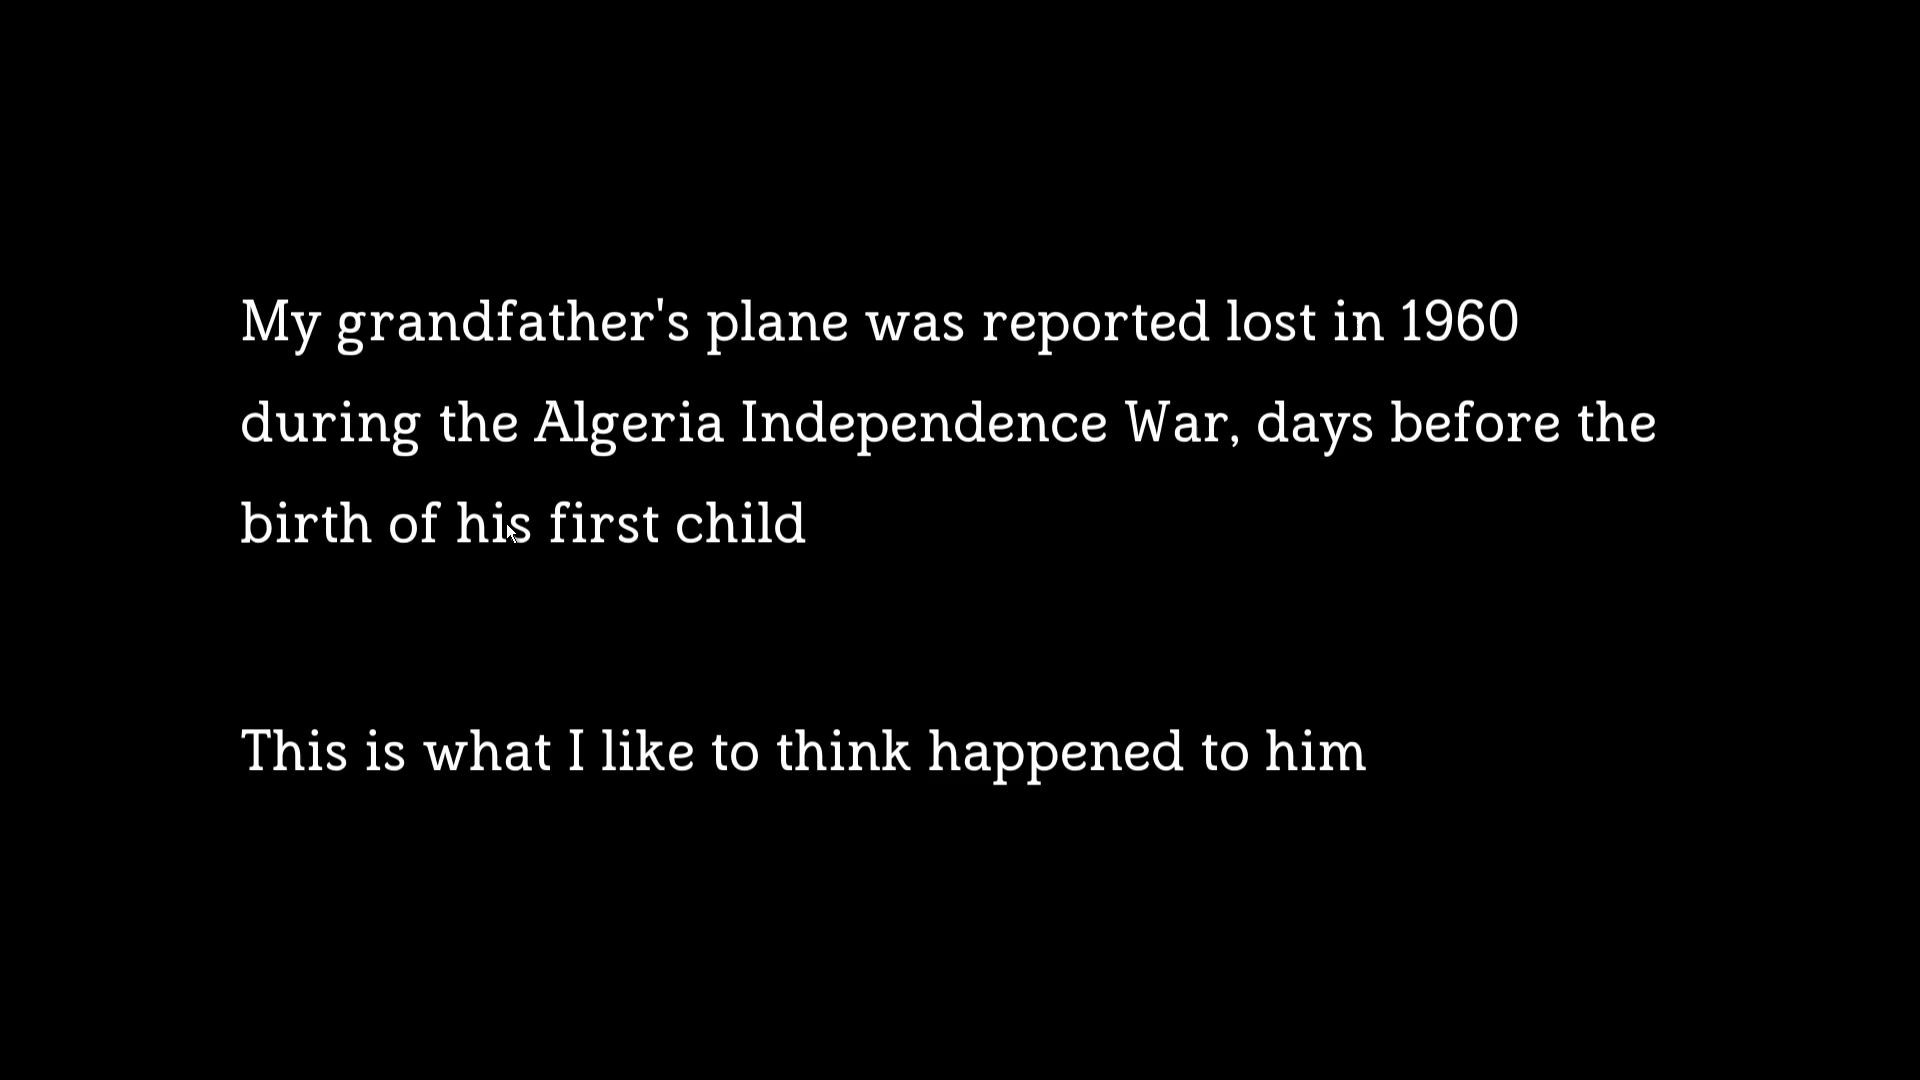 My grandfather's plane was reported lost in 1960
during the Algeria Independence War, days before the
birth of his first child
This is what I like to think happened to him